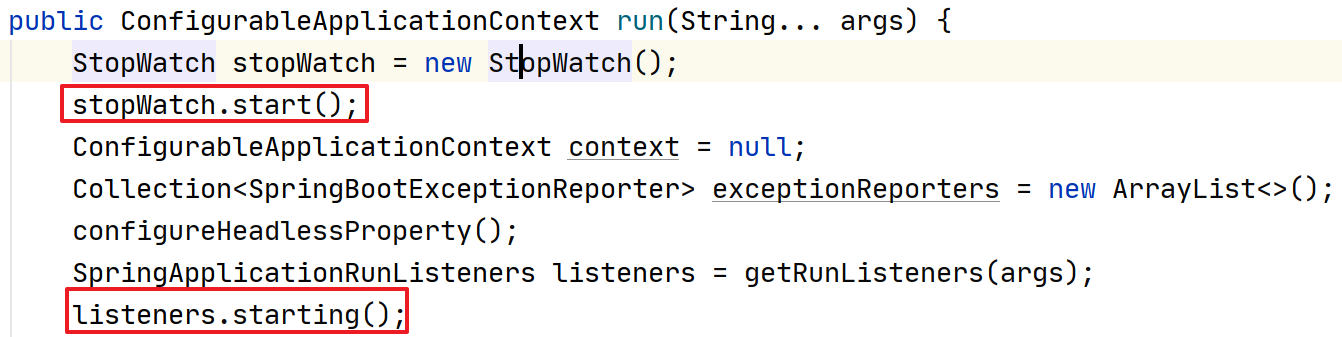 public ConfigurableApplicationContext run(String... args) {
StopWatch stopWatch = new StopWatch();
stopWatch.start();
ConfigurableApplicationContext context = null;
Collection<SpringBootExceptionReporter> exceptionReporters = new ArrayList<>();
configureHeadlessProperty();
SpringApplicationRunListeners listeners = getRunListeners(args);
listeners.starting();